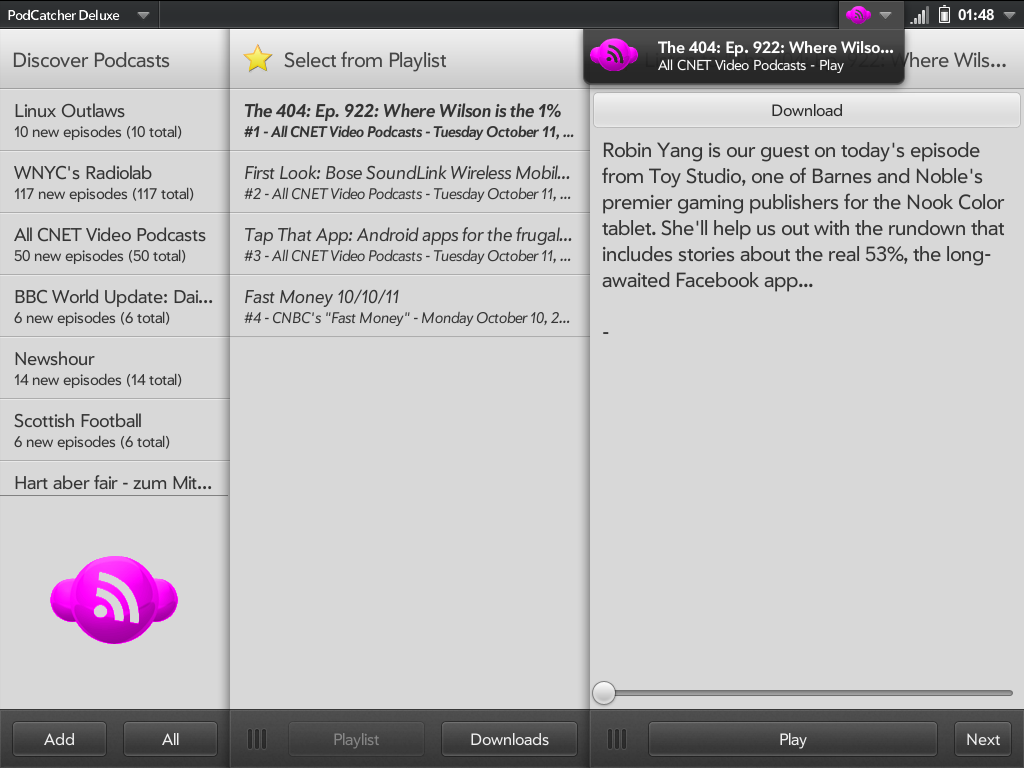 PodCatcher Deluxe
01:48
Discover Podcasts
Linux Outlaws
10 new episodes (10 total)
WNYC's Radiolab
117 new episodes (117 total)
All CNET Video Podcasts
50 new episodes (50 total)
BBC World Update: Dai...
6 new episodes (6 total)
Newshour
14 new episodes (14 total)
Scottish Football
6 new episodes (6 total)
Hart aber fair - zum Mit...
Add
All
Select from Playlist
The 404: Ep. 922: Where Wilson is the 1%
#1 - All CNET Video Podcasts - Tuesday October 11, ...
First Look: Bose SoundLink Wireless Mobil...
#2 - All CNET Video Podcasts - Tuesday October 11, ...
Tap That App: Android apps for the frugal...
#3 - All CNET Video Podcasts - Tuesday October 11, ...
Fast Money 10/10/11
#4 - CNBC's "Fast Money" - Monday October 10, 2...
Playlist
Downloads
The 404: Ep. 922: Where Wilso...
All CNET Video Podcasts - Play
Where Wils...
Download
Robin Yang is our guest on today's episode
from Toy Studio, one of Barnes and Noble's
premier gaming publishers for the Nook Color
tablet. She'll help us out with the rundown that
includes stories about the real 53%, the long-
awaited Facebook app...
-
Play
Next